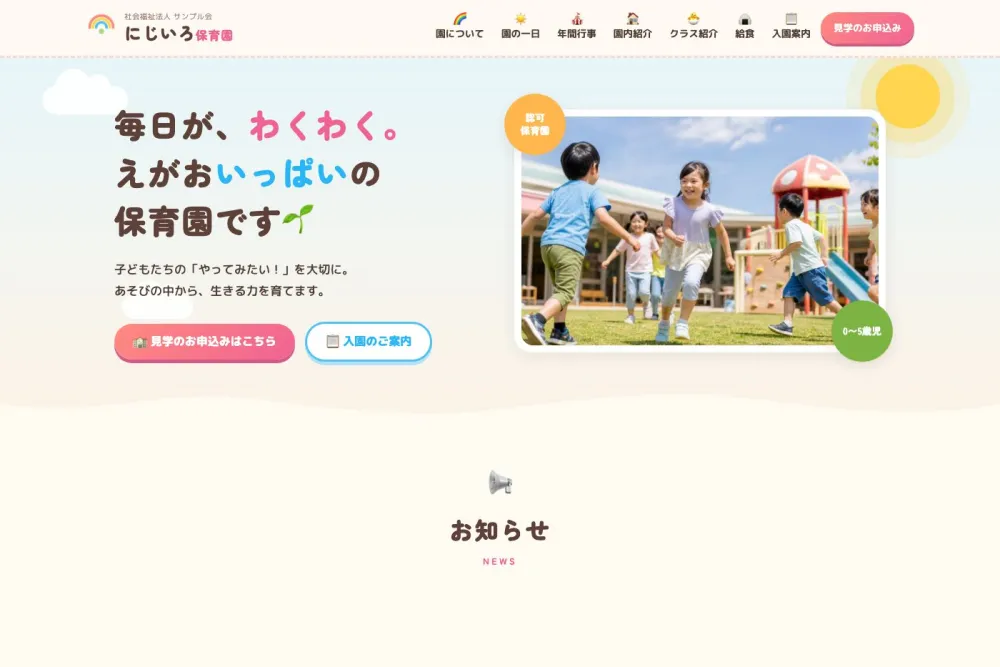 社会福祉法人 サンプル会
にじいろ保育園
園について
園の一日
年間行事
園内紹介
クラス紹介
給食
入園案内
見学のお申込み
毎日が、わくわく。
えがおいっぱいの
保育園です
子どもたちの「やってみたい！」を大切に。
あそびの中から、生きる力を育てます。
見学のお申込みはこちら
入園のご案内
認可
保育園
0〜5歳児
お知らせ
NEWS